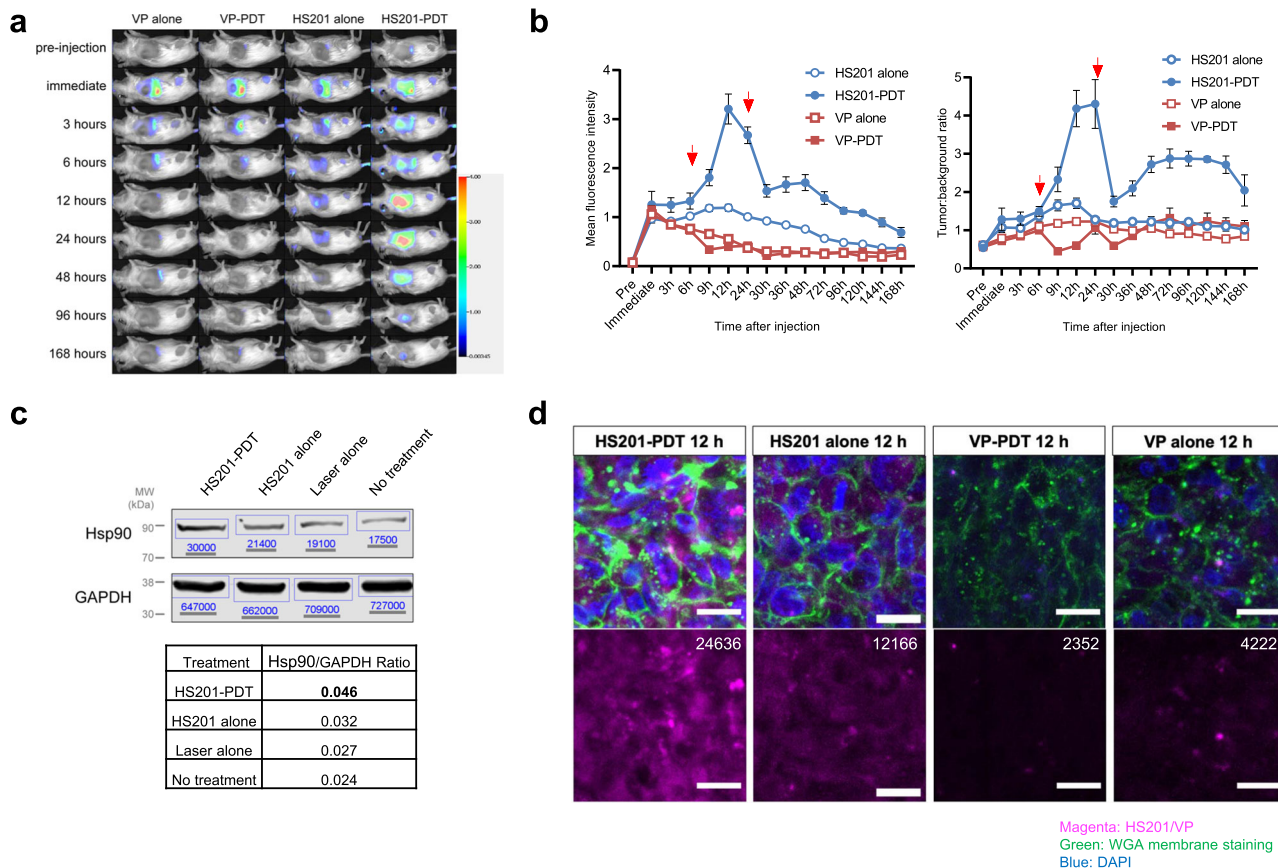 a
VP alone
VP-PDT
HS201 alone
HS201-PDT
pre-injection
immediate
3 hours
6 hours
12 hours
24 hours
48 hours
96 hours
168 hours
4.00
3.00
2.00
1.00
0.00345
b
Mean fluorescence intensity
5
4
3
2
1
0
HS201 alone
HS201-PDT
VP alone
VP-PDT
Pre
Immediate
3h
6h
9h
12h
24h
30h
36h
48h
72h
96h
120h
144h
168h
Time after injection
Tumor:background ratio
5
4
3
2
1
0
HS201 alone
HS201-PDT
VP alone
VP-PDT
Pre
Immediate
3h
6h
9h
12h
24h
30h
36h
48h
72h
96h
120h
144h
168h
Time after injection
c
HS201-PDT
HS201 alone
Laser alone
No treatment
MW
(kDa)
Hsp90
90
70
30000
21400
19100
17500
GAPDH
38
30
647000
662000
709000
727000
Treatment Hsp90/GAPDH Ratio
HS201-PDT 0.046
HS201 alone 0.032
Laser alone 0.027
No treatment 0.024
d
HS201-PDT 12 h
HS201 alone 12 h
VP-PDT 12 h
VP alone 12 h
24636
12166
2352
4222
Magenta: HS201/VP
Green: WGA membrane staining
Blue: DAPI